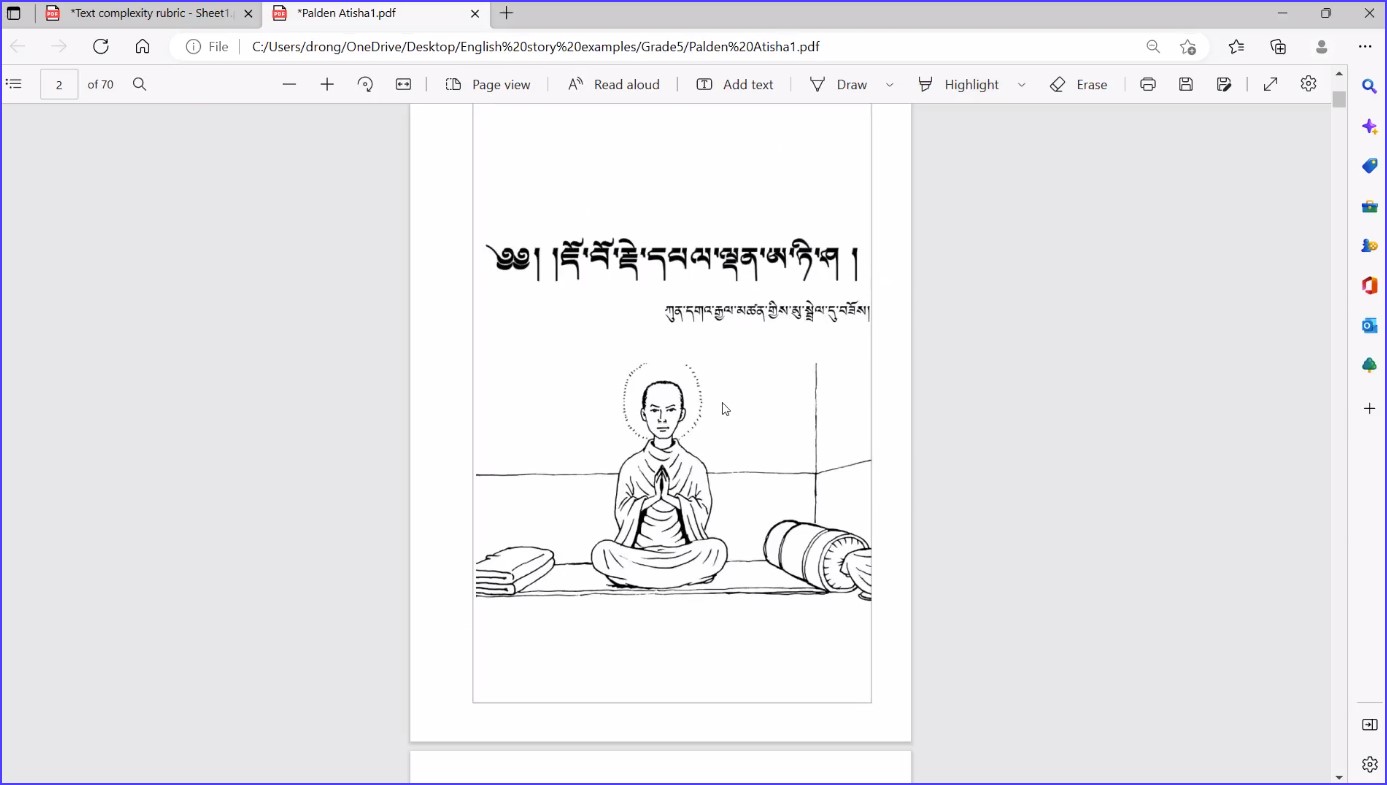 *Text complexity rubric - Sheet1.
*Palden Atisha1.pdf
File
C:/Users/drong/OneDrive/Desktop/English%20story%20examples/Grade5/Palden%20Atisha1.pdf
2 of 70
Page view
Read aloud
Add text
Draw
Highlight
Erase
༄༅། །ཇོ་བོ་རྗེ་དཔལ་ལྡན་ཨ་ཏི་ཤ །
ཀུན་དགའ་རྒྱལ་མཚན་གྱིས་མུ་སྦྲེལ་དུ་བཟོས།